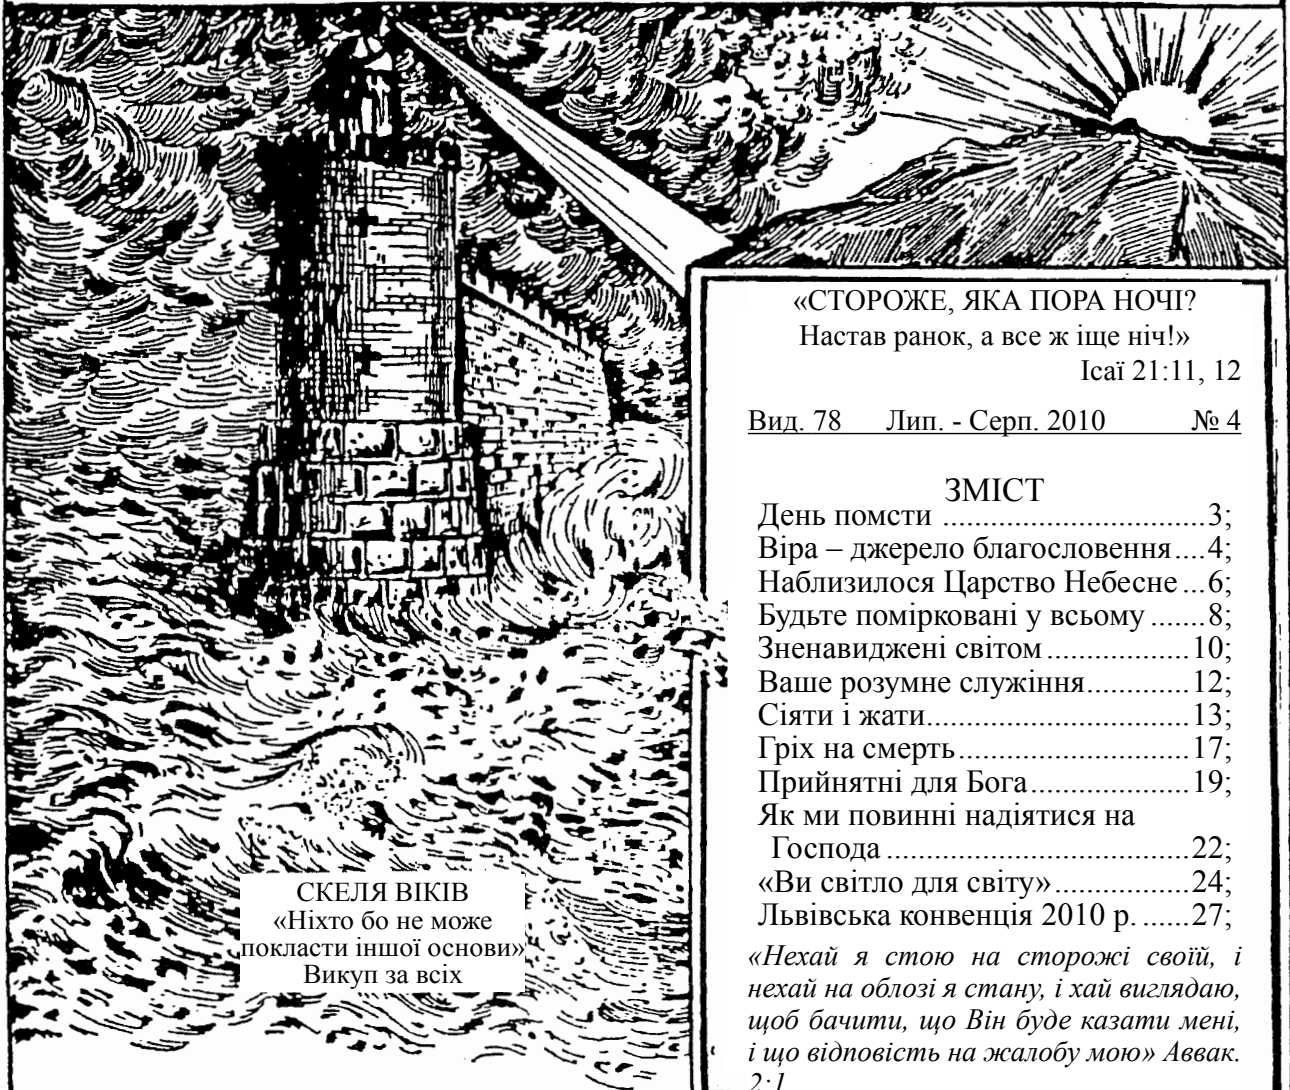 «СТОРОЖЕ, ЯКА ПОРА НОЧІ?
Настав ранок, а все ж іще ніч!»
Ісаї 21:11, 12
Вид. 78 Лип. - Серп. 2010 № 4
ЗМІСТ
День помсти ..................................3;
Віра – джерело благословення....4;
Наблизилося Царство Небесне ...6;
Будьте помірковані у всьому .......8;
Зненавиджені світом...................10;
Ваше розумне служіння..............12;
Сіяти і жати..................................13;
Гріх на смерть..............................17;
Прийнятні для Бога.....................19;
Як ми повинні надіятися на
Господа ........................................22;
«Ви світло для світу»..................24;
Львівська конвенція 2010 р. ......27;
«Нехай я стою на сторожі своїй, і
нехай на облозі я стану, і хай виглядаю,
щоб бачити, що Він буде казати мені,
і що відповість на жалобу мою» Аввак.
2:1
СКЕЛЯ ВІКІВ
«Ніхто бо не може
покласти іншої основи»
Викуп за всіх